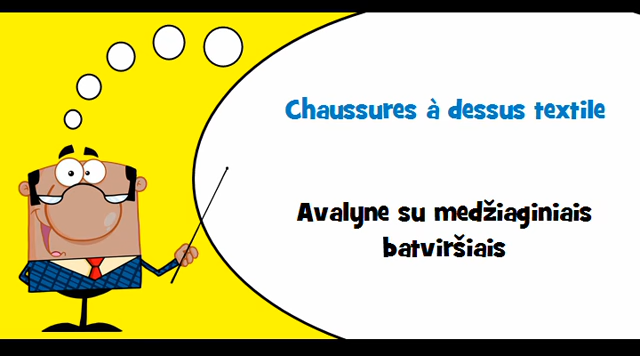 Chaussures à dessus textile
Avalyne su medžiaginiais
batviršiais